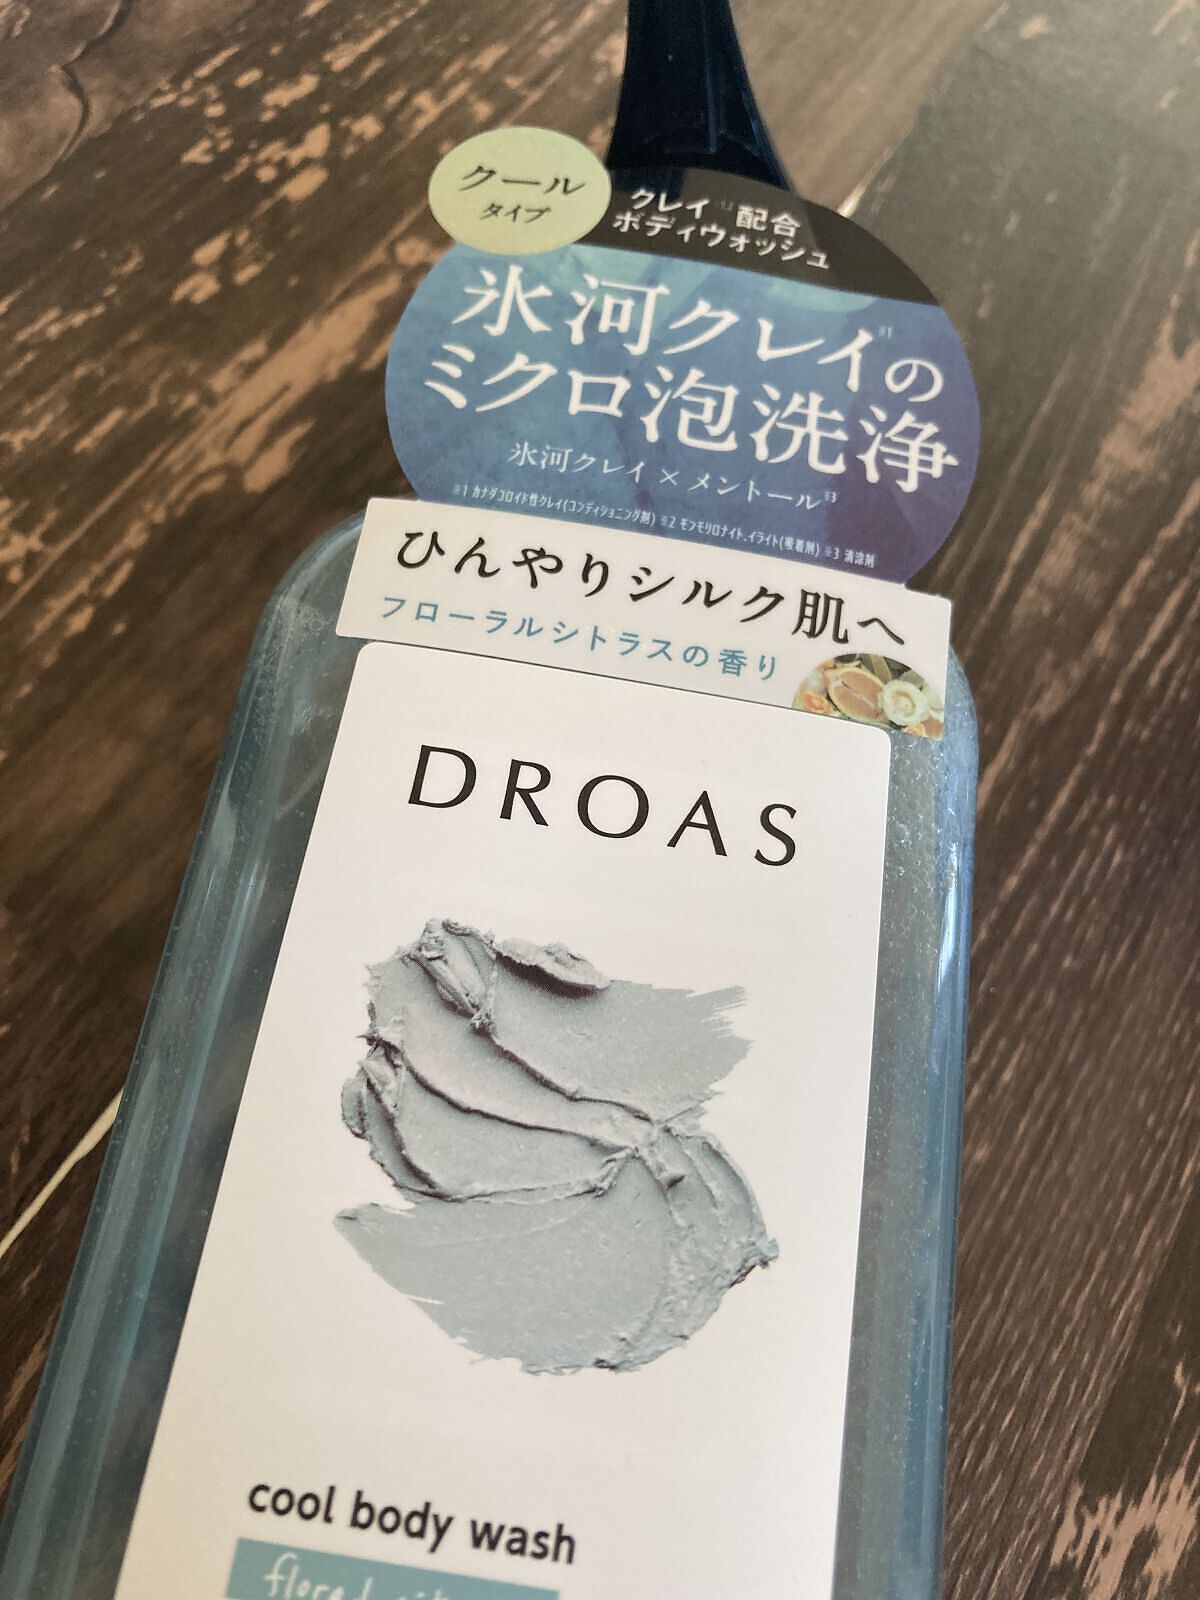 クール
タイプ
クレイ※2配合
ボディウォッシュ
氷河クレイ※1の
ミクロ泡洗浄
氷河クレイ×メントール※3
※1 カナダコロイド性クレイ(コンディショニング剤) ※2 モンモリロナイト、イライト(吸着剤) ※3 清涼剤
ひんやりシルク肌へ
フローラルシトラスの香り
DROAS
cool body wash
floral